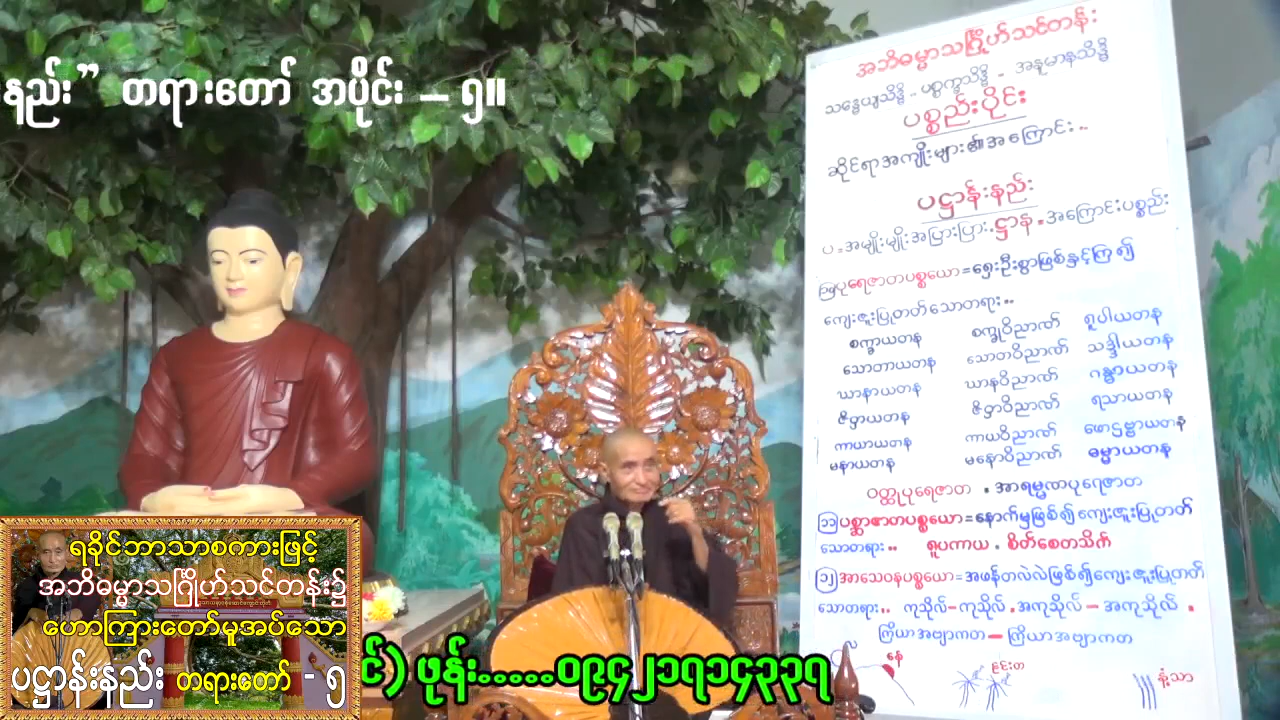 နည်း” တရားတော် အပိုင်း – ၅။
အဘိဓမ္မာသင်္ဂြိုဟ်သင်တန်း
သန္ဒေယျသိဒ္ဓိ - ပစ္စက္ခသိဒ္ဓိ - အနုမာနသိဒ္ဓိ
ပစ္စည်းပိုင်း
ဆိုင်ရာအကျိုးများ၏အကြောင်း..
ပဋ္ဌာန်းနည်း
ပ = အမျိုးမျိုးအပြားပြား . ဋ္ဌာန = အကြောင်းပစ္စည်း
၁၀ ပုရေဇာတပစ္စယော = ရှေးဦးစွာဖြစ်နှင့်ကြ၍
ကျေးဇူးပြုတတ်သောတရား..
စက္ခာယတန စက္ခုဝိညာဏ် ရူပါယတန
သောတာယတန သောတဝိညာဏ် သဒ္ဒါယတန
ဃာနာယတန ဃာနဝိညာဏ် ဂန္ဓာယတန
ဇိဝှာယတန ဇိဝှာဝိညာဏ် ရသာယတန
ကာယာယတန ကာယဝိညာဏ် ဖောဋ္ဌဗ္ဗာယတန
မနာယတန မနောဝိညာဏ် ဓမ္မာယတန
ဝတ္ထုပုရေဇာတ . အာရမ္မဏပုရေဇာတ
၁၁ ပစ္ဆာဇာတပစ္စယော = နောက်မှဖြစ်၍ကျေးဇူးပြုတတ်
သောတရား.. ရူပကာယ . စိတ်စေတသိက်
၁၂ အာသေဝနပစ္စယော = အဖန်တလဲလဲဖြစ်၍ကျေးဇူးပြုတတ်
သောတရား.. ကုသိုလ် – ကုသိုလ် . အကုသိုလ် – အကုသိုလ် .
ကြိယာအဗျာကတ – ကြိယာအဗျာကတ
နေ
နှံ့သာ
ရခိုင်ဘာသာစကားဖြင့်
အဘိဓမ္မာသင်္ဂြိုဟ်သင်တန်း၌
ဟောကြားတော်မူအပ်သော
ပဋ္ဌာန်းနည်း တရားတော် - ၅
င်) ဖုန်း.....၀၉၄၂၁၇၁၄၃၃၇